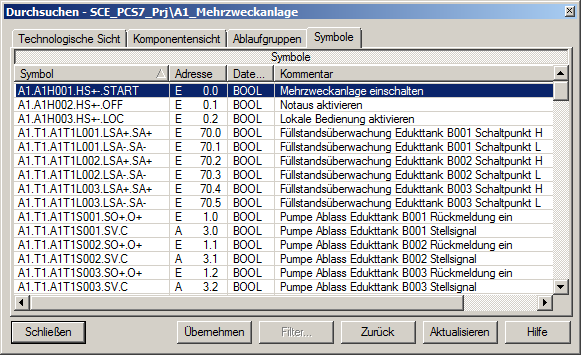 Durchsuchen - SCE_PCS7_Prj\A1_Mehrzweckanlage
Technologische Sicht Komponentensicht Ablaufgruppen Symbole
Symbole
Symbol Adresse Date... Kommentar
A1.A1H001.HS+-.START E 0.0 BOOL Mehrzweckanlage einschalten
A1.A1H002.HS+-.OFF E 0.1 BOOL Notaus aktivieren
A1.A1H003.HS+-.LOC E 0.2 BOOL Lokale Bedienung aktivieren
A1.T1.A1T1L001.LSA+.SA+ E 70.0 BOOL Füllstandsüberwachung Edukttank B001 Schaltpunkt H
A1.T1.A1T1L001.LSA-.SA- E 70.1 BOOL Füllstandsüberwachung Edukttank B001 Schaltpunkt L
A1.T1.A1T1L002.LSA+.SA+ E 70.2 BOOL Füllstandsüberwachung Edukttank B002 Schaltpunkt H
A1.T1.A1T1L002.LSA-.SA- E 70.3 BOOL Füllstandsüberwachung Edukttank B002 Schaltpunkt L
A1.T1.A1T1L003.LSA+.SA+ E 70.4 BOOL Füllstandsüberwachung Edukttank B003 Schaltpunkt H
A1.T1.A1T1L003.LSA-.SA- E 70.5 BOOL Füllstandsüberwachung Edukttank B003 Schaltpunkt L
A1.T1.A1T1S001.SO+.O+ E 1.0 BOOL Pumpe Ablass Edukttank B001 Rückmeldung ein
A1.T1.A1T1S001.SV.C A 3.0 BOOL Pumpe Ablass Edukttank B001 Stellsignal
A1.T1.A1T1S002.SO+.O+ E 1.1 BOOL Pumpe Ablass Edukttank B002 Rückmeldung ein
A1.T1.A1T1S002.SV.C A 3.1 BOOL Pumpe Ablass Edukttank B002 Stellsignal
A1.T1.A1T1S003.SO+.O+ E 1.2 BOOL Pumpe Ablass Edukttank B003 Rückmeldung ein
A1.T1.A1T1S003.SV.C A 3.2 BOOL Pumpe Ablass Edukttank B003 Stellsignal
Schließen Übernehmen Filter... Zurück Aktualisieren Hilfe